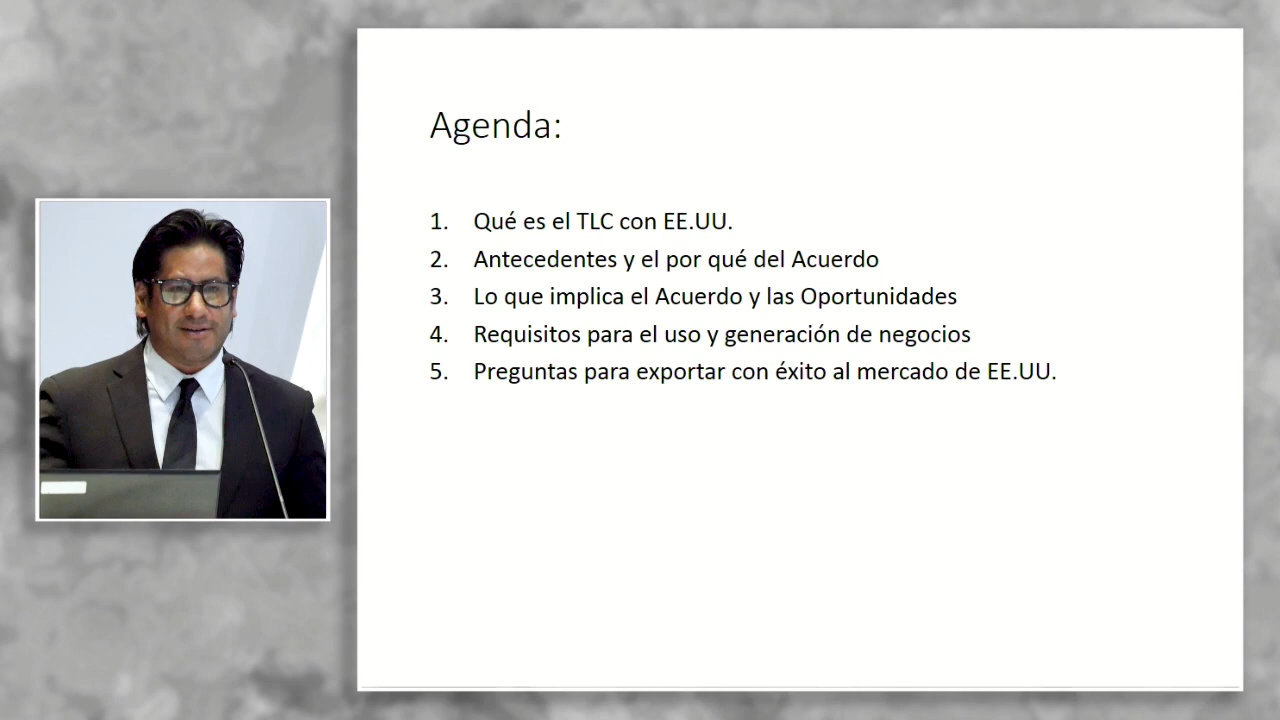 Agenda:
1. Qué es el TLC con EE.UU.
2. Antecedentes y el por qué del Acuerdo
3. Lo que implica el Acuerdo y las Oportunidades
4. Requisitos para el uso y generación de negocios
5. Preguntas para exportar con éxito al mercado de EE.UU.